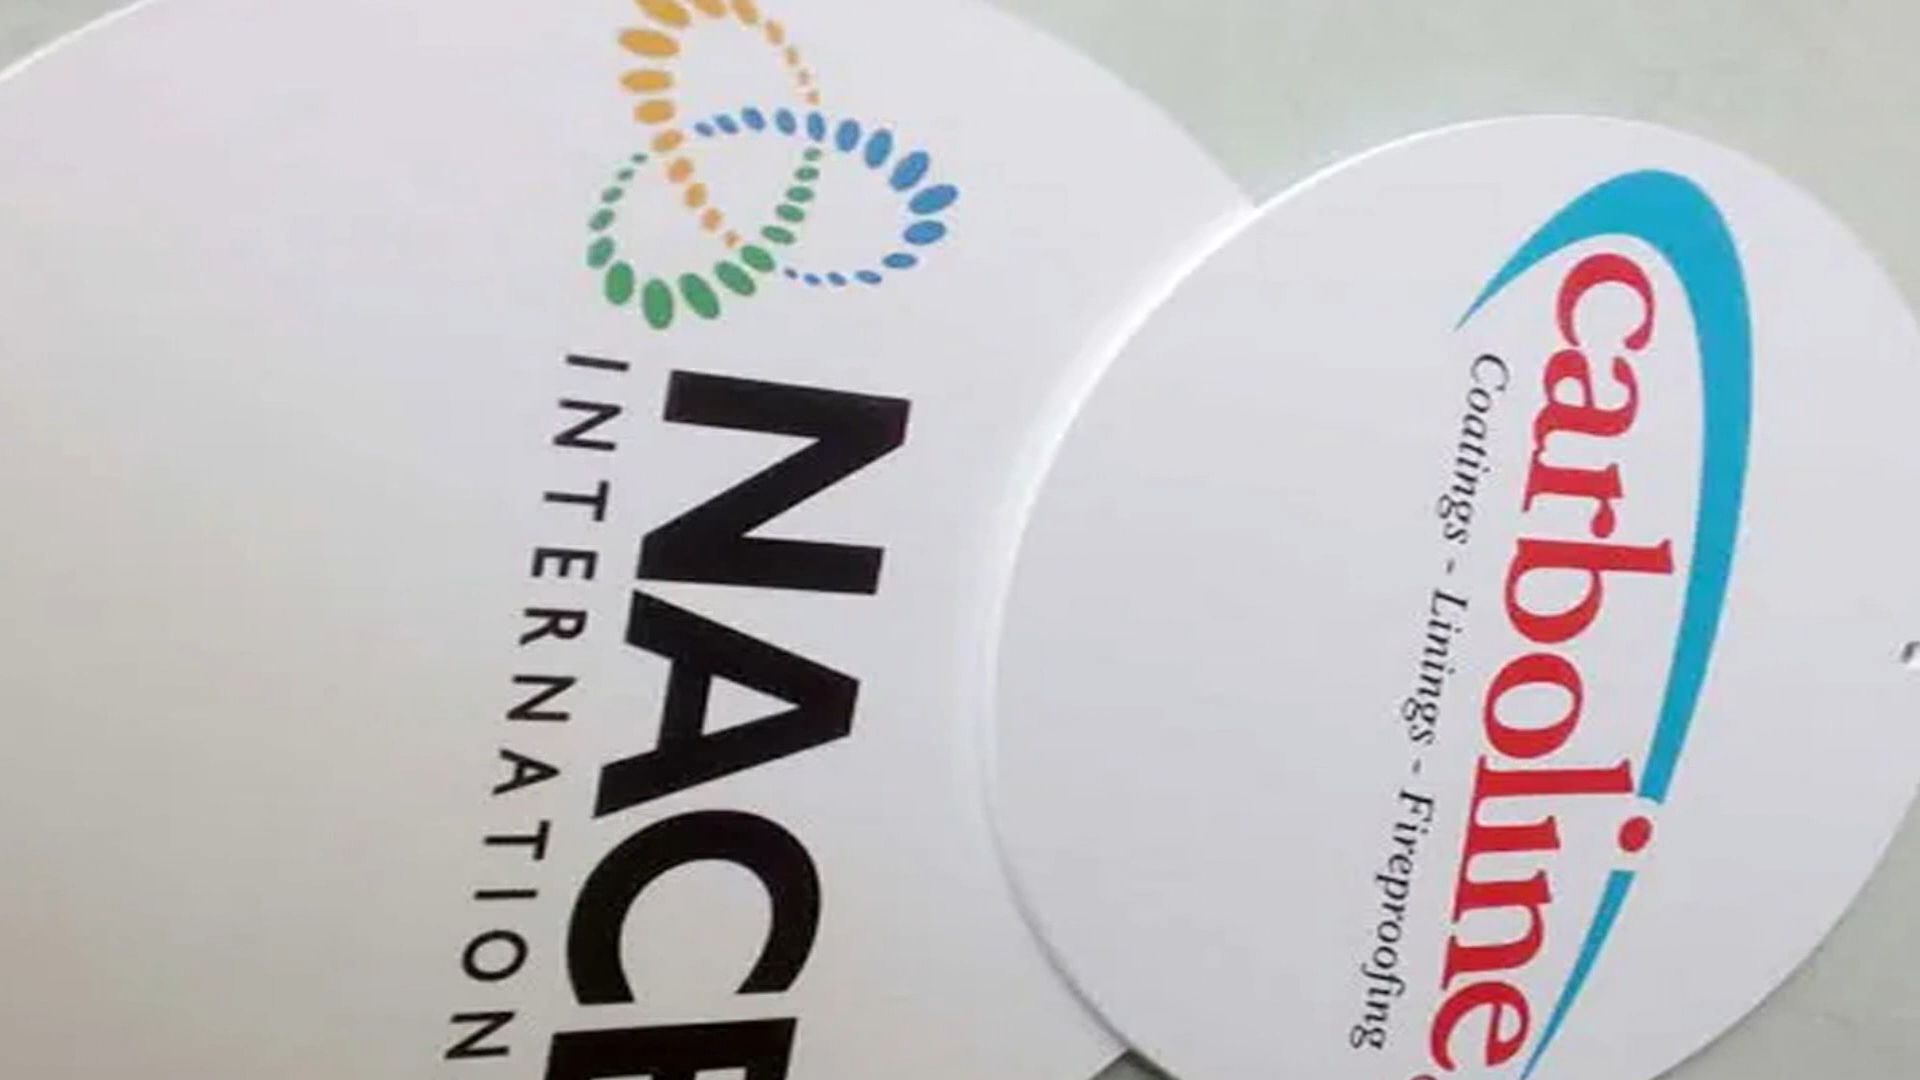 NACE
INTERNATION
carboline
Coatings - Linings - Fireproofing